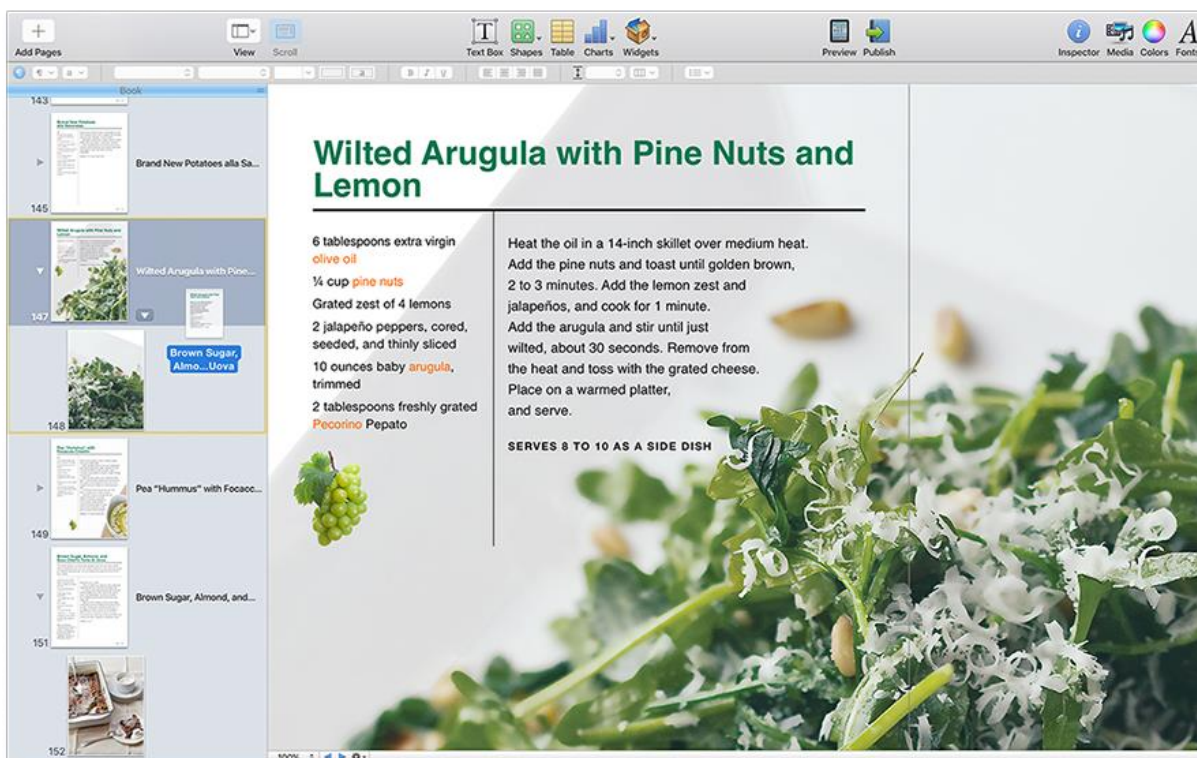 Add Pages
View
Scroll
Text Box
Shapes
Table
Charts
Widgets
Preview
Publish
Inspector
Media
Colors
Book
143
Brand New Potatoes alla Sa...
145
Wilted Arugula with Pine...
147
Brown Sugar,
Almo...Uova
148
Pea "Hummus" with Focacc...
149
Brown Sugar, Almond, and...
151
152
Wilted Arugula with Pine Nuts and
Lemon
6 tablespoons extra virgin
olive oil
¼ cup pine nuts
Grated zest of 4 lemons
2 jalapeño peppers, cored,
seeded, and thinly sliced
10 ounces baby arugula,
trimmed
2 tablespoons freshly grated
Pecorino Pepato
Heat the oil in a 14-inch skillet over medium heat.
Add the pine nuts and toast until golden brown,
2 to 3 minutes. Add the lemon zest and
jalapeños, and cook for 1 minute.
Add the arugula and stir until just
wilted, about 30 seconds. Remove from
the heat and toss with the grated cheese.
Place on a warmed platter,
and serve.
SERVES 8 TO 10 AS A SIDE DISH
100%